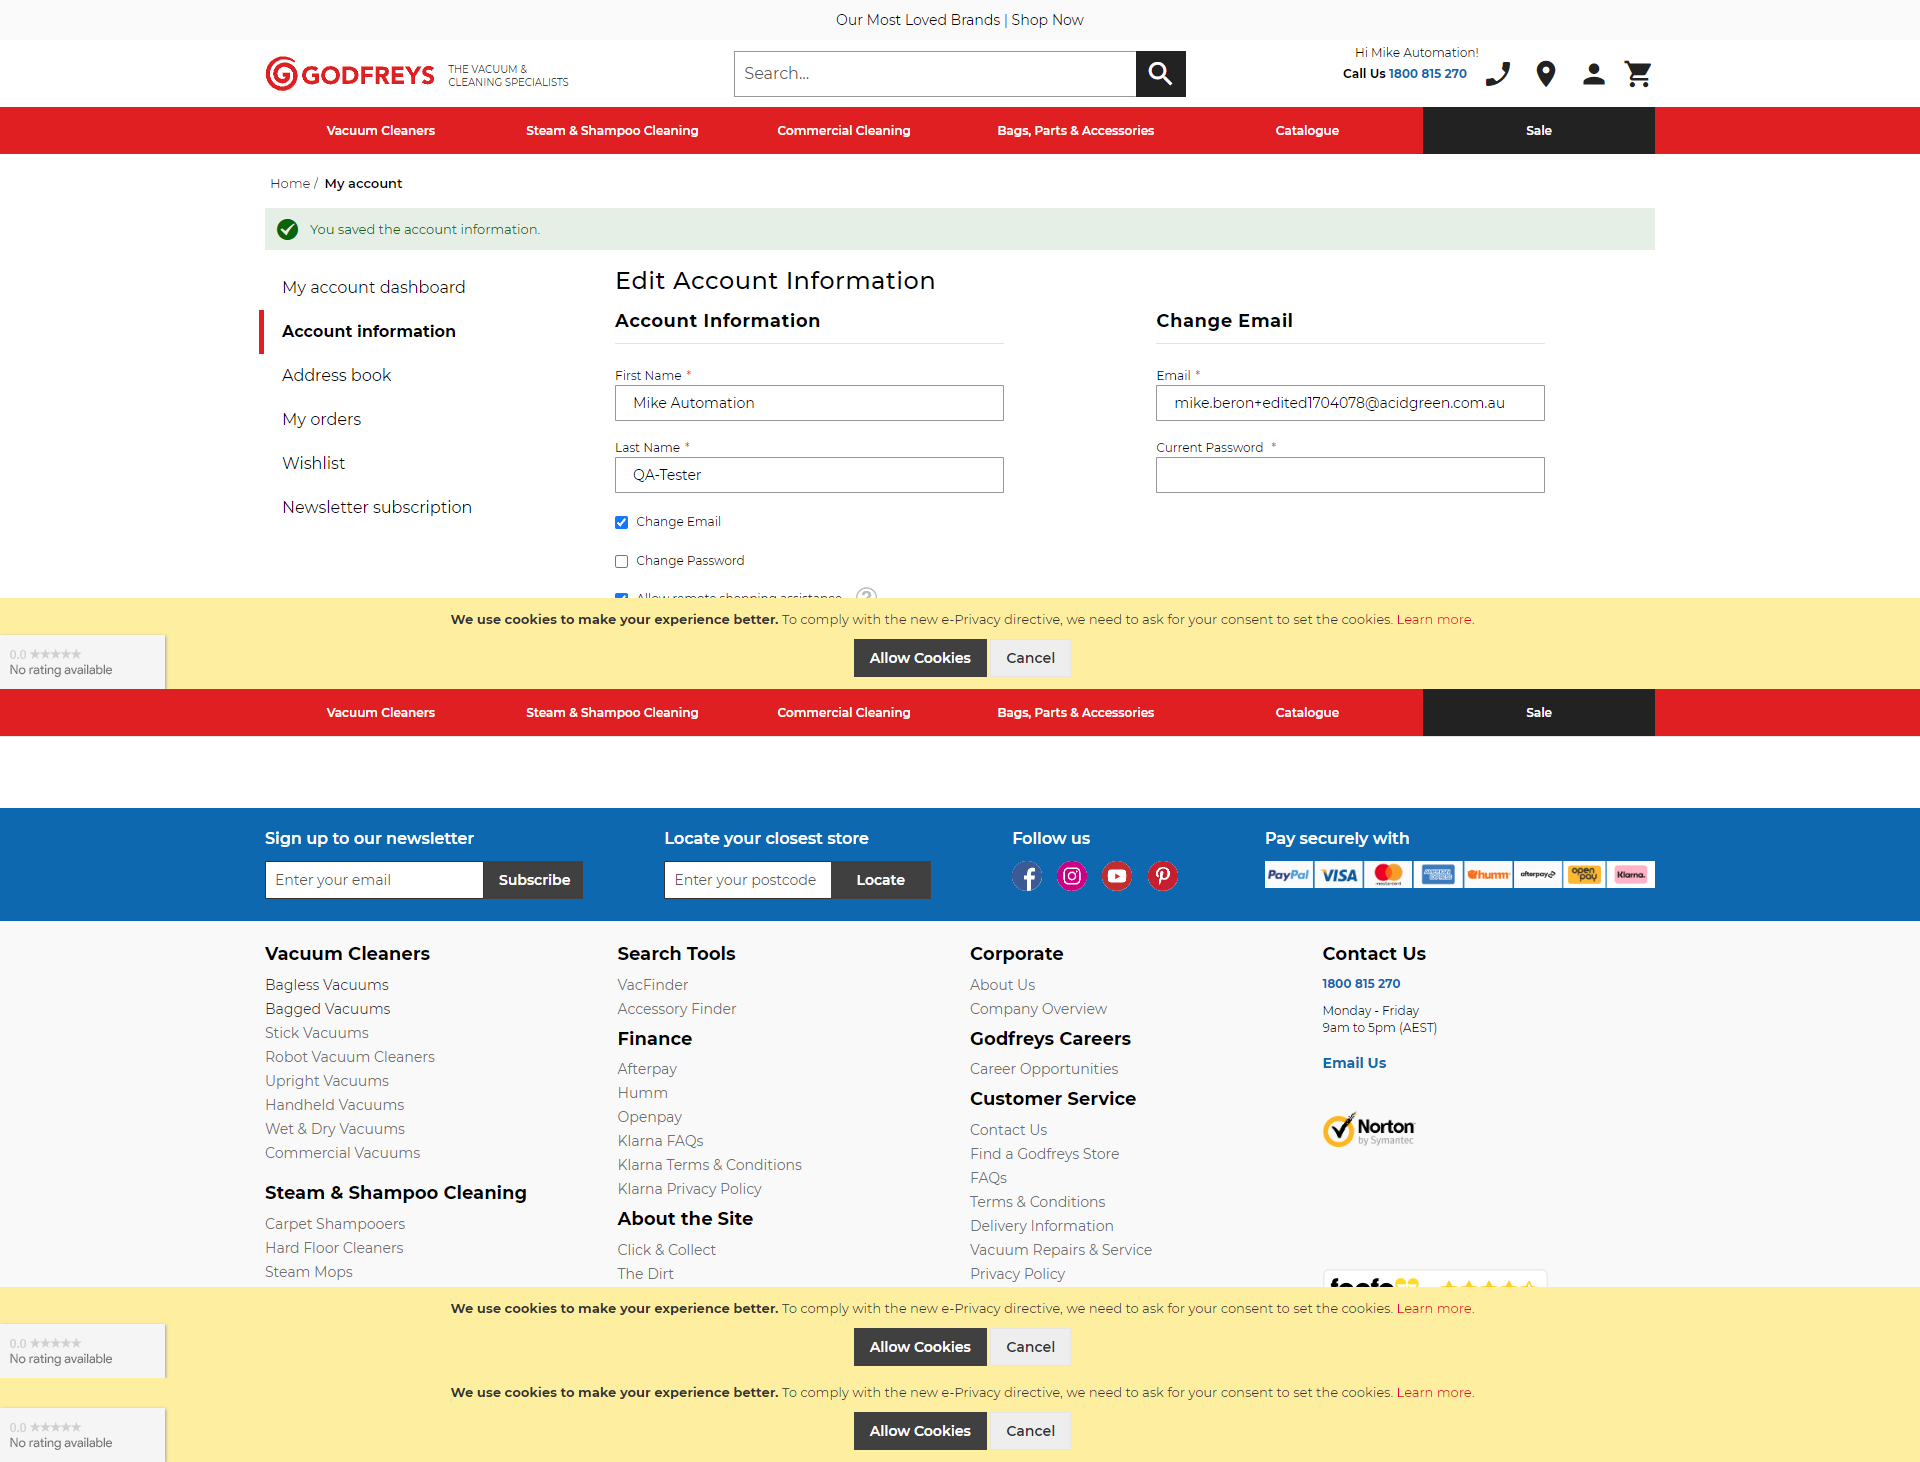 Our Most Loved Brands | Shop Now
GODFREYS
THE VACUUM &
CLEANING SPECIALISTS
Search...
Hi Mike Automation!
Call Us 1800 815 270
Vacuum Cleaners
Steam & Shampoo Cleaning
Commercial Cleaning
Bags, Parts & Accessories
Catalogue
Sale
Home / My account
You saved the account information.
My account dashboard
Account information
Address book
My orders
Wishlist
Newsletter subscription
Edit Account Information
Account Information
First Name *
Mike Automation
Last Name *
QA-Tester
Change Email
Change Password
Allow remote shopping assistance ?
Change Email
Email *
mike.beron+edited1704078@acidgreen.com.au
Current Password *
We use cookies to make your experience better. To comply with the new e-Privacy directive, we need to ask for your consent to set the cookies. Learn more.
Allow Cookies
Cancel
0.0 ★★★★★
No rating available
Vacuum Cleaners
Steam & Shampoo Cleaning
Commercial Cleaning
Bags, Parts & Accessories
Catalogue
Sale
Sign up to our newsletter
Enter your email
Subscribe
Locate your closest store
Enter your postcode
Locate
Follow us
Pay securely with
PayPal
VISA
mastercard
AMERICAN EXPRESS
humm
afterpay
open pay
Klarna.
Vacuum Cleaners
Bagless Vacuums
Bagged Vacuums
Stick Vacuums
Robot Vacuum Cleaners
Upright Vacuums
Handheld Vacuums
Wet & Dry Vacuums
Commercial Vacuums
Steam & Shampoo Cleaning
Carpet Shampooers
Hard Floor Cleaners
Steam Mops
Search Tools
VacFinder
Accessory Finder
Finance
Afterpay
Humm
Openpay
Klarna FAQs
Klarna Terms & Conditions
Klarna Privacy Policy
About the Site
Click & Collect
The Dirt
Corporate
About Us
Company Overview
Godfreys Careers
Career Opportunities
Customer Service
Contact Us
Find a Godfreys Store
FAQs
Terms & Conditions
Delivery Information
Vacuum Repairs & Service
Privacy Policy
Contact Us
1800 815 270
Monday - Friday
9am to 5pm (AEST)
Email Us
Norton
by Symantec
feefo
We use cookies to make your experience better. To comply with the new e-Privacy directive, we need to ask for your consent to set the cookies. Learn more.
Allow Cookies
Cancel
0.0 ★★★★★
No rating available
We use cookies to make your experience better. To comply with the new e-Privacy directive, we need to ask for your consent to set the cookies. Learn more.
Allow Cookies
Cancel
0.0 ★★★★★
No rating available